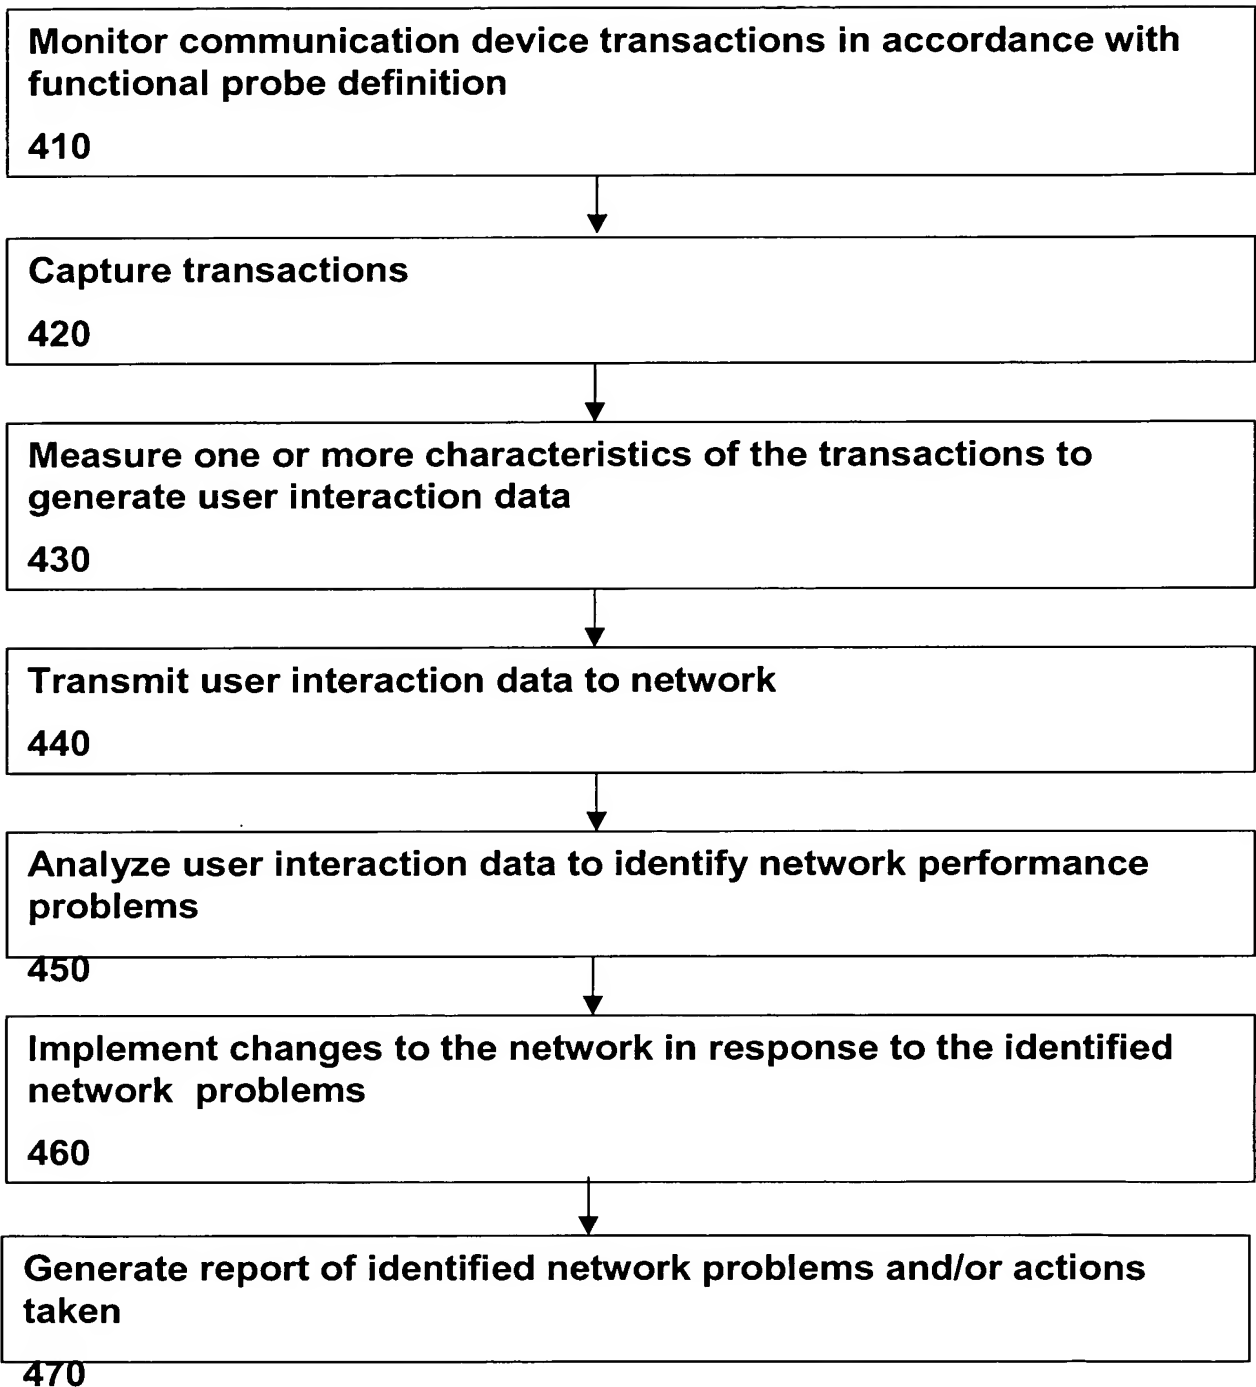 Monitor communication device transactions in accordance with
functional probe definition
410
Capture transactions
420
Measure one or more characteristics of the transactions to
generate user interaction data
430
Transmit user interaction data to network
440
Analyze user interaction data to identify network performance
problems
450
Implement changes to the network in response to the identified
network problems
460
Generate report of identified network problems and/or actions
taken
470